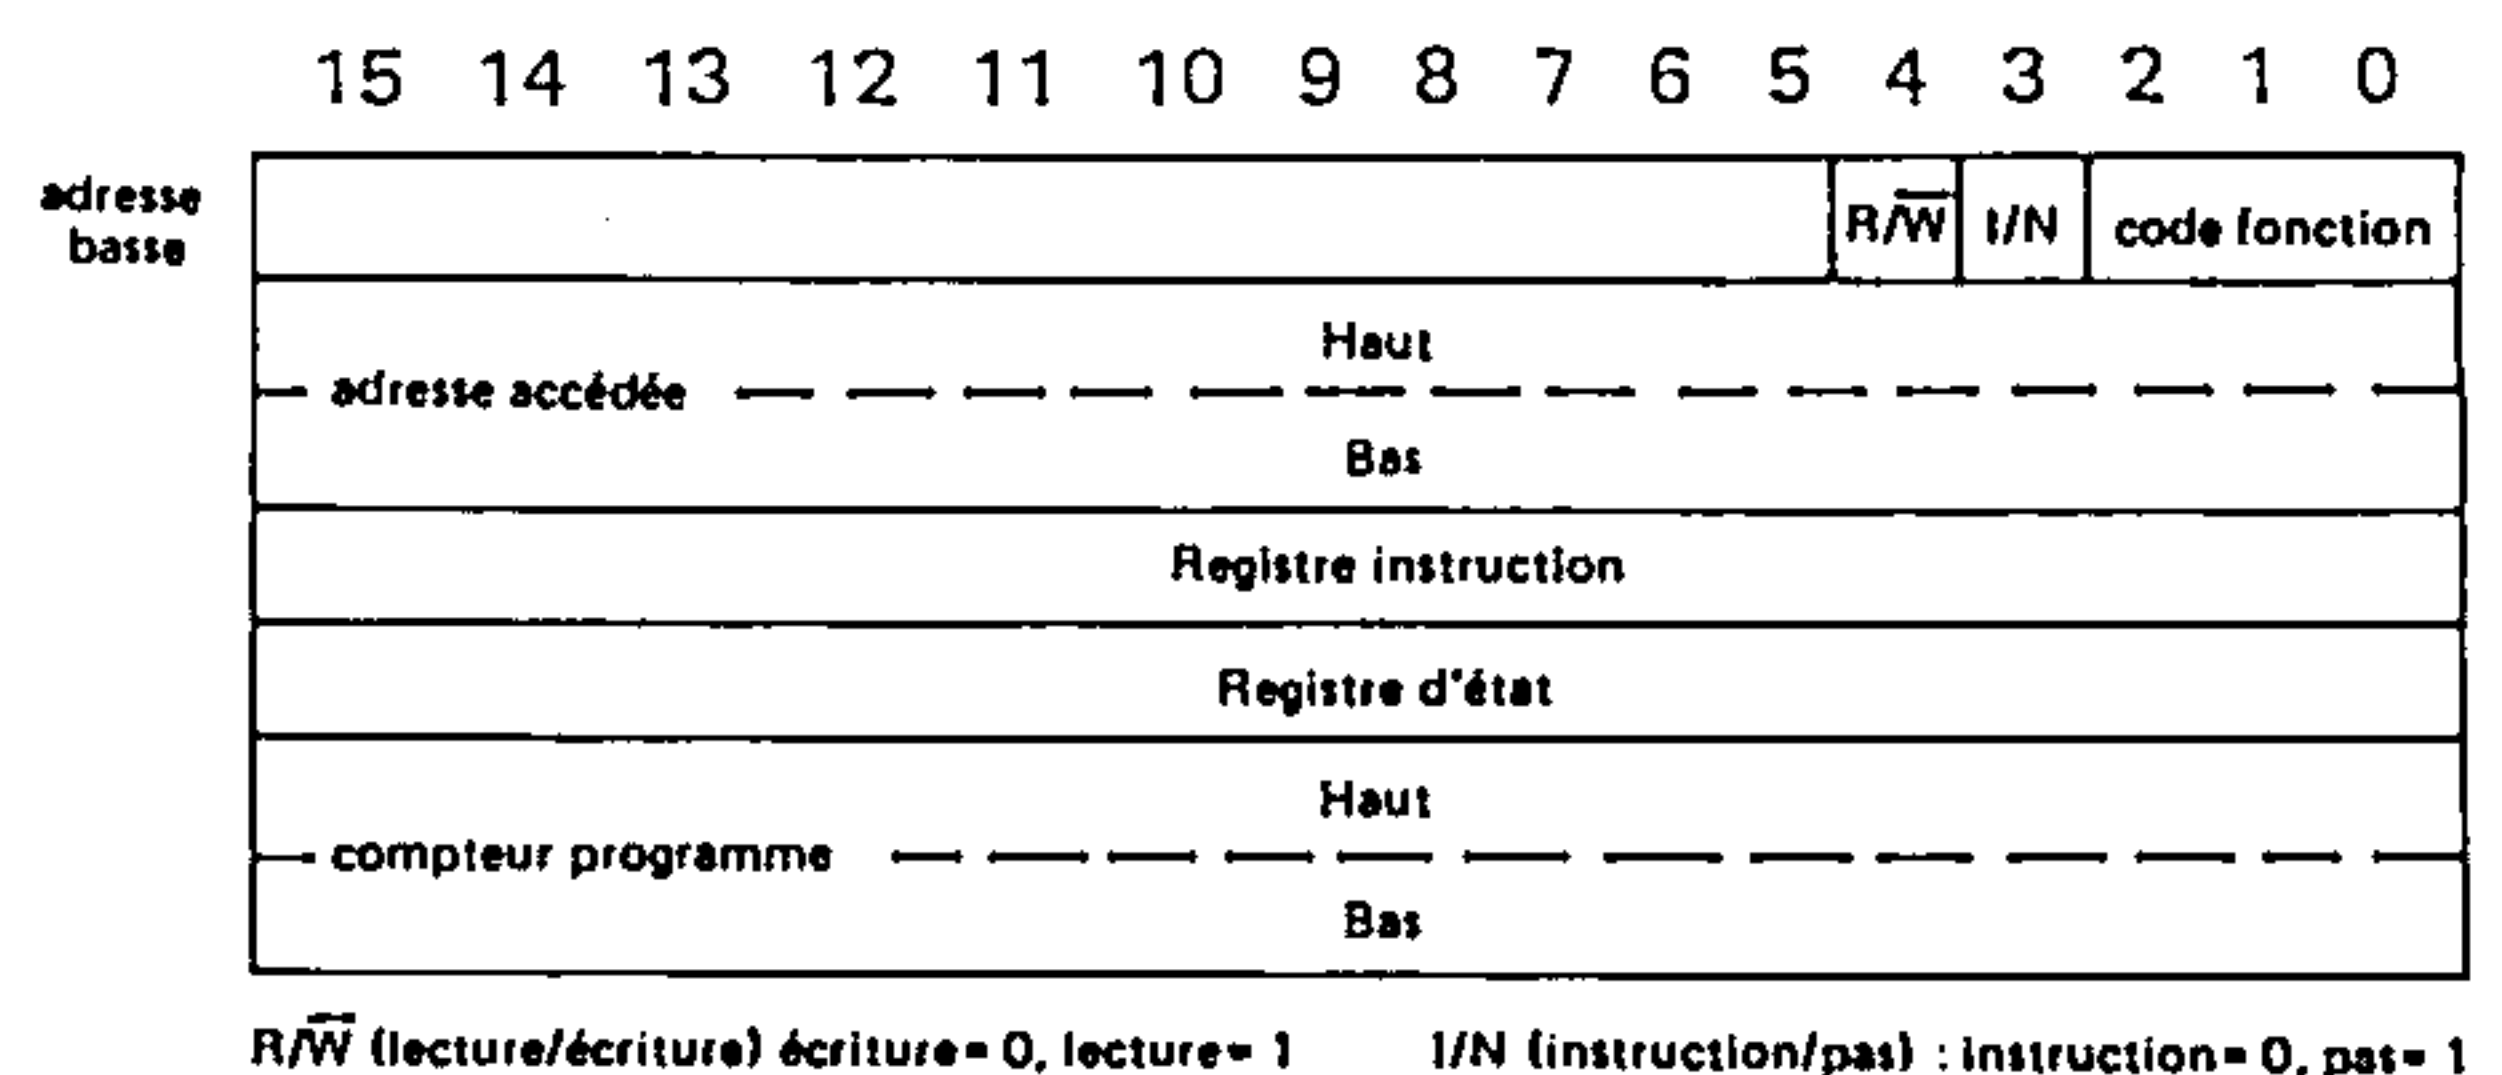 15 14 13 12 11 10 9 8 7 6 5 4 3 2 1 0
adresse
basse
R/W̅ I/N code fonction
Haut
adresse accédée
Bas
Registre instruction
Registre d'état
Haut
compteur programme
Bas
R/W̅ (lecture/écriture) écriture= 0, lecture= 1 I/N (instruction/pas) : instruction= 0, pas= 1